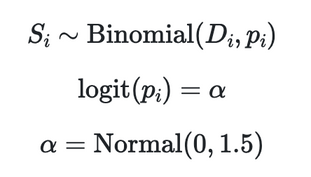 Sᵢ ∼ Binomial(Dᵢ, pᵢ)
logit(pᵢ) = α
α = Normal(0, 1.5)